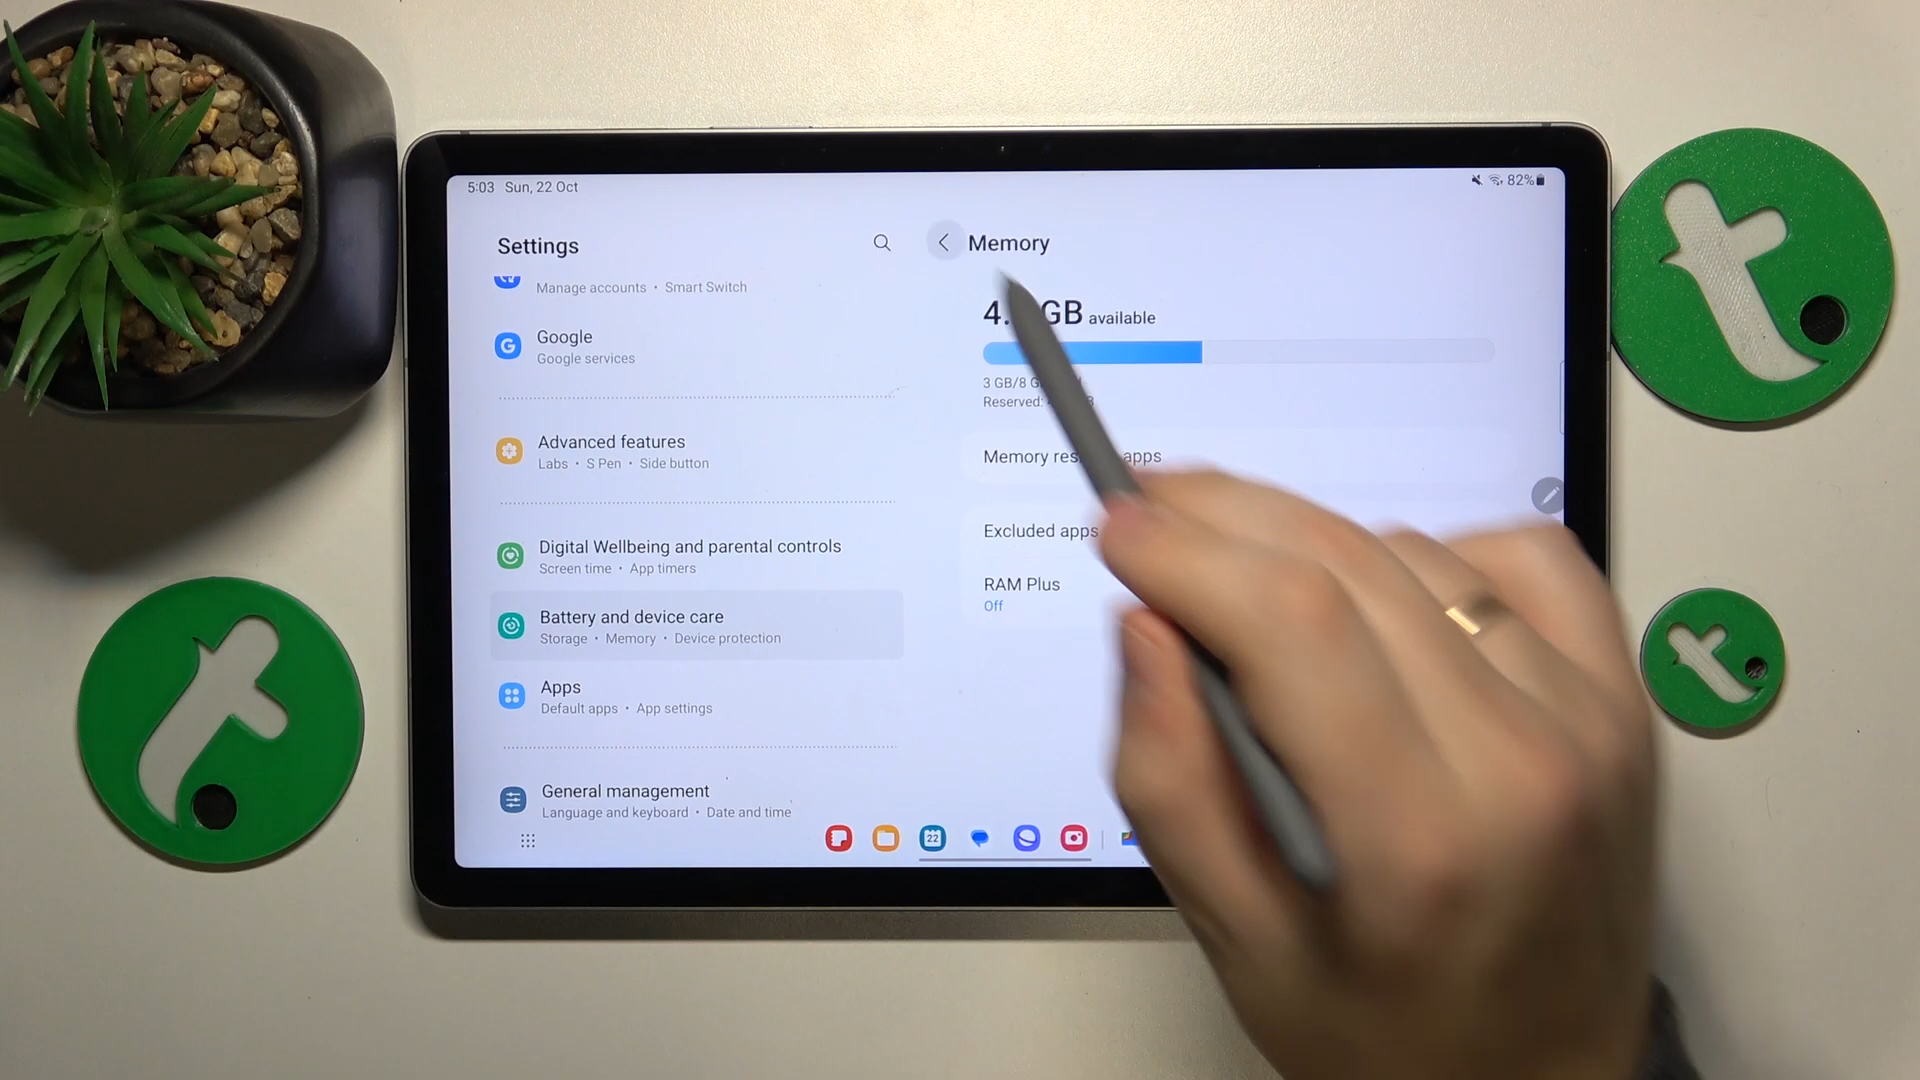 5:03 Sun, 22 Oct
82%
Settings
Memory
Manage accounts • Smart Switch
4. GB available
Google
Google services
3 GB/8 G
Reserved:
Advanced features
Labs • S Pen • Side button
Memory apps
Excluded apps
Digital Wellbeing and parental controls
Screen time • App timers
RAM Plus
Off
Battery and device care
Storage • Memory • Device protection
Apps
Default apps • App settings
General management
Language and keyboard • Date and time
22